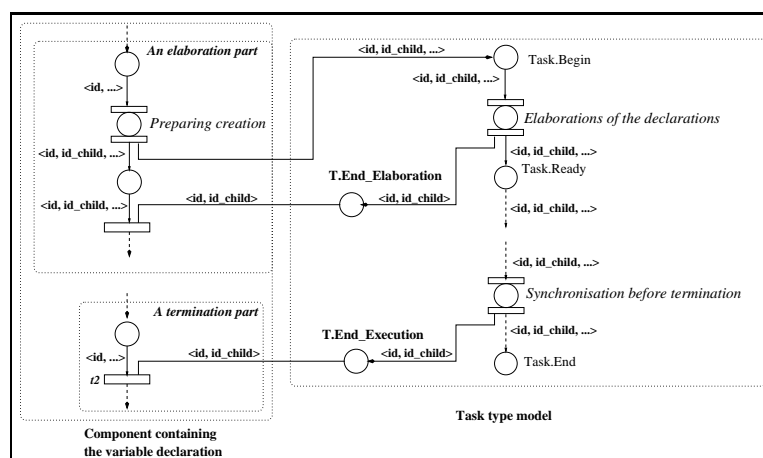 An elaboration part
<id, id_child, ...>
Task.Begin
<id, ...>
<id, id_child, ...>
Preparing creation
Elaborations of the declarations
<id, id_child, ...>
<id, id_child, ...>
T.End_Elaboration
Task.Ready
<id, id_child, ...>
<id, id_child>
<id, id_child>
<id, id_child, ...>
<id, id_child, ...>
Synchronisation before termination
A termination part
T.End_Execution
<id, id_child, ...>
<id, ...>
<id, id_child>
<id, id_child>
Task.End
t2
Task type model
Component containing
the variable declaration